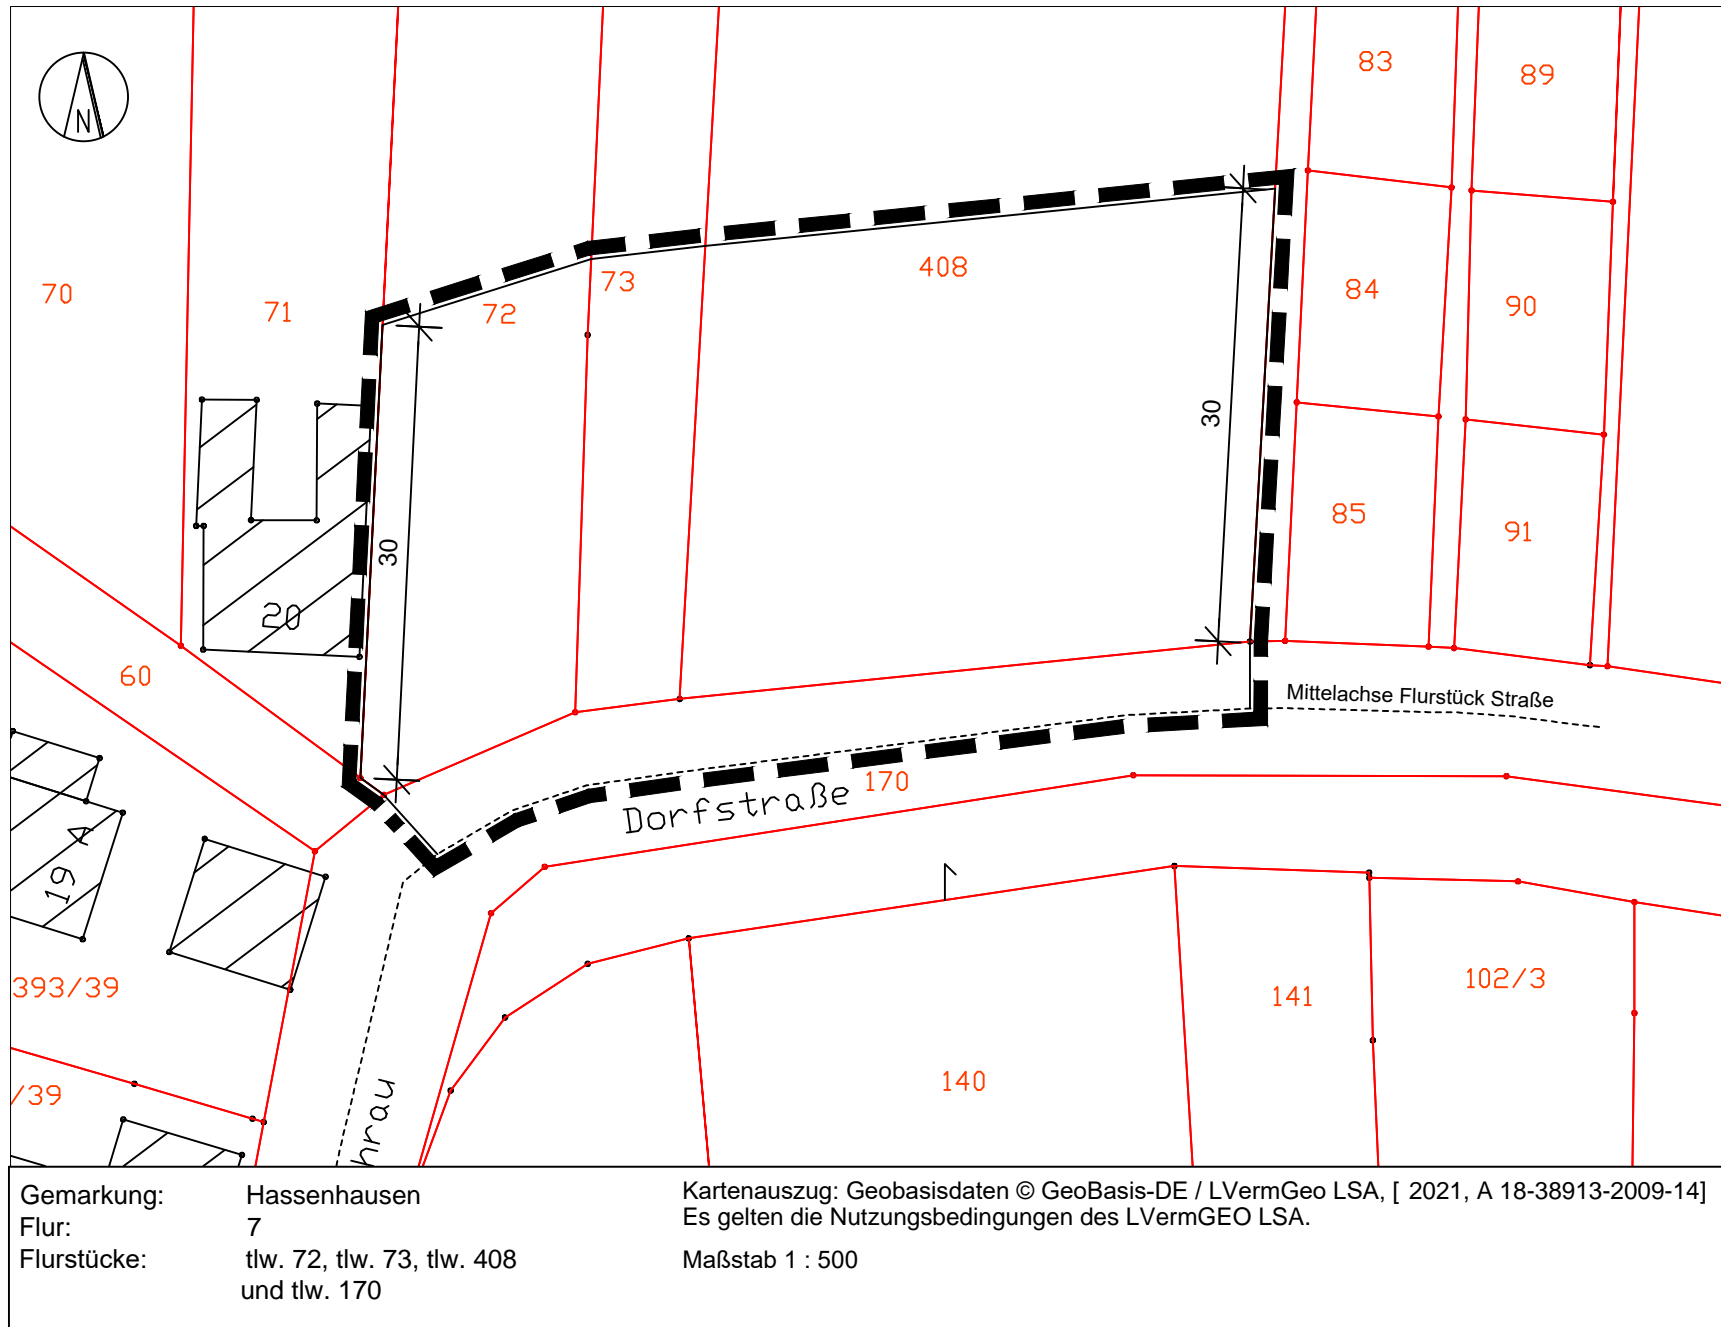 N
83
89
70
71
72
73
408
84
90
30
85
91
30
20
60
Mittelachse Flurstück Straße
170
Dorfstraße
19 A
393/39
141
102/3
140
/39
hrau
Gemarkung: Hassenhausen
Flur: 7
Flurstücke: tlw. 72, tlw. 73, tlw. 408
und tlw. 170
Kartenauszug: Geobasisdaten © GeoBasis-DE / LVermGeo LSA, [ 2021, A 18-38913-2009-14]
Es gelten die Nutzungsbedingungen des LVermGEO LSA.
Maßstab 1 : 500